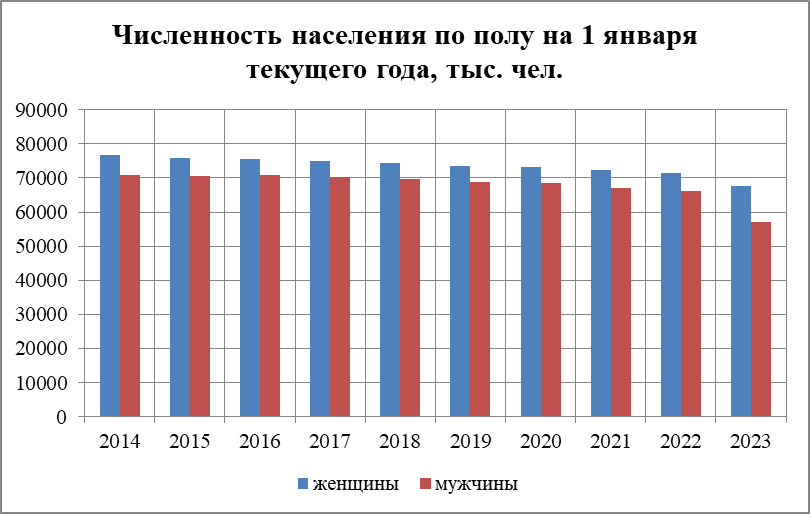 Численность населения по полу на 1 января
текущего года, тыс. чел.
90000
80000
70000
60000
50000
40000
30000
20000
10000
0
2014 2015 2016 2017 2018 2019 2020 2021 2022 2023
женщины мужчины